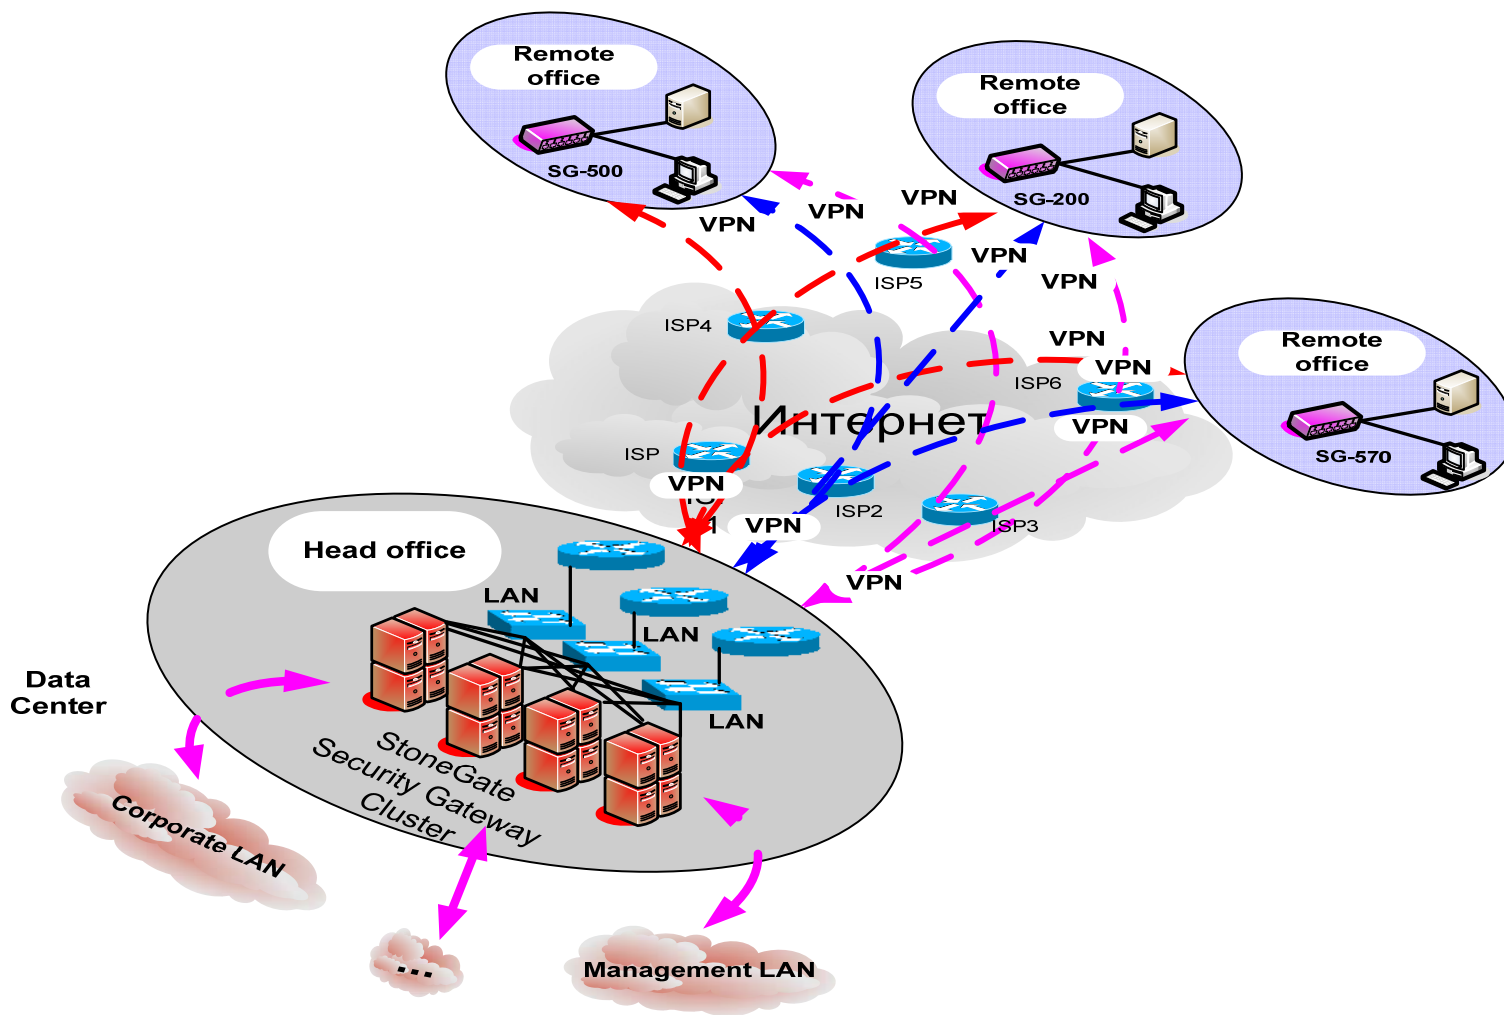 Remote
office
SG-500
Remote
office
SG-200
VPN
VPN
VPN
VPN
VPN
ISP5
ISP4
VPN
Remote
office
SG-570
ISP6
VPN
VPN
Интернет
ISP
VPN
1
VPN
ISP2
ISP3
VPN
Head office
LAN
LAN
LAN
Data
Center
StoneGate
Security Gateway
Cluster
Corporate LAN
...
Management LAN